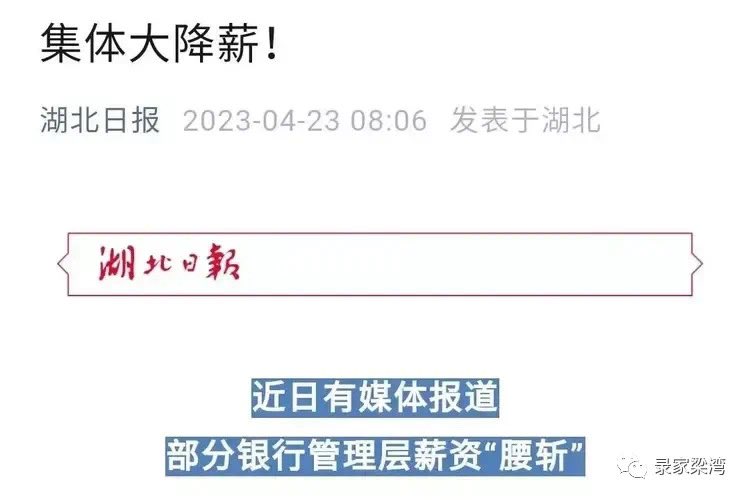 集体大降薪！
湖北日报 2023-04-23 08:06 发表于湖北
湖北日報
近日有媒体报道
部分银行管理层薪资“腰斩”
录家梁湾